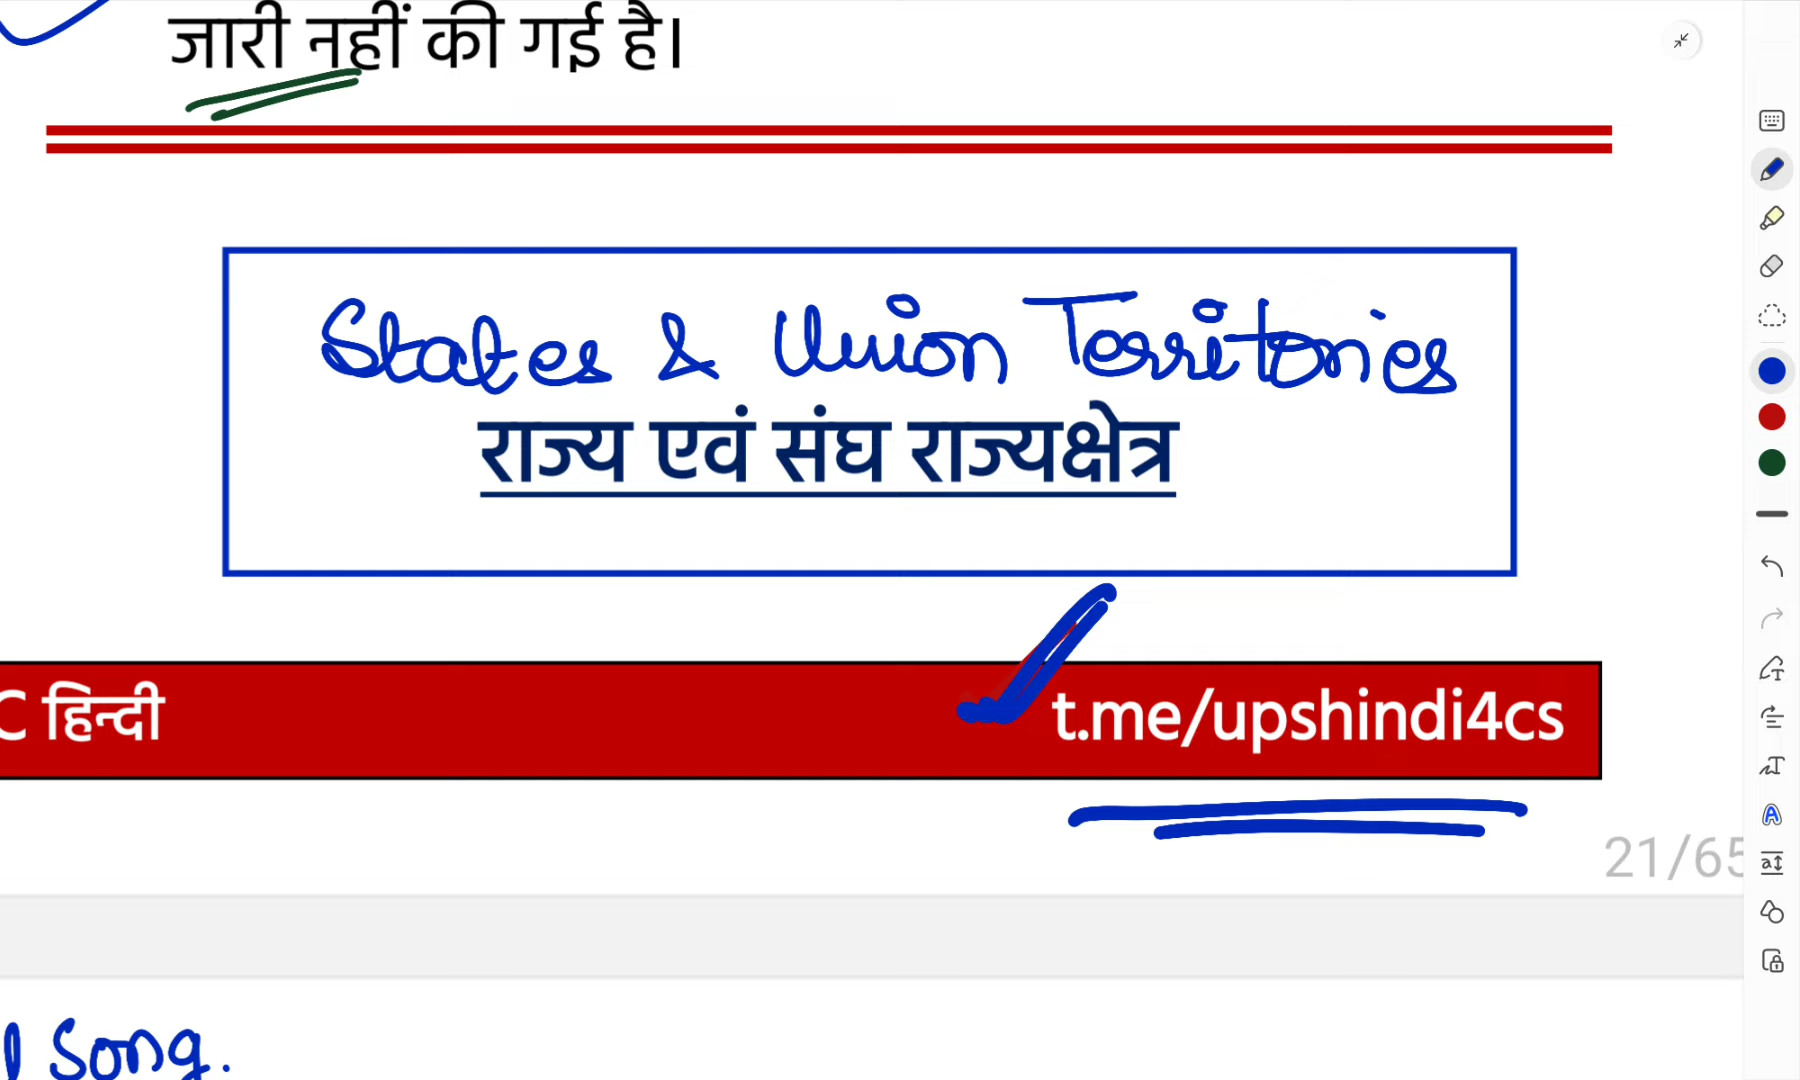 जारी नहीं की गई है।
States & Union Territories
राज्य एवं संघ राज्यक्षेत्र
C हिन्दी
t.me/upshindi4cs
21/65
l Song.